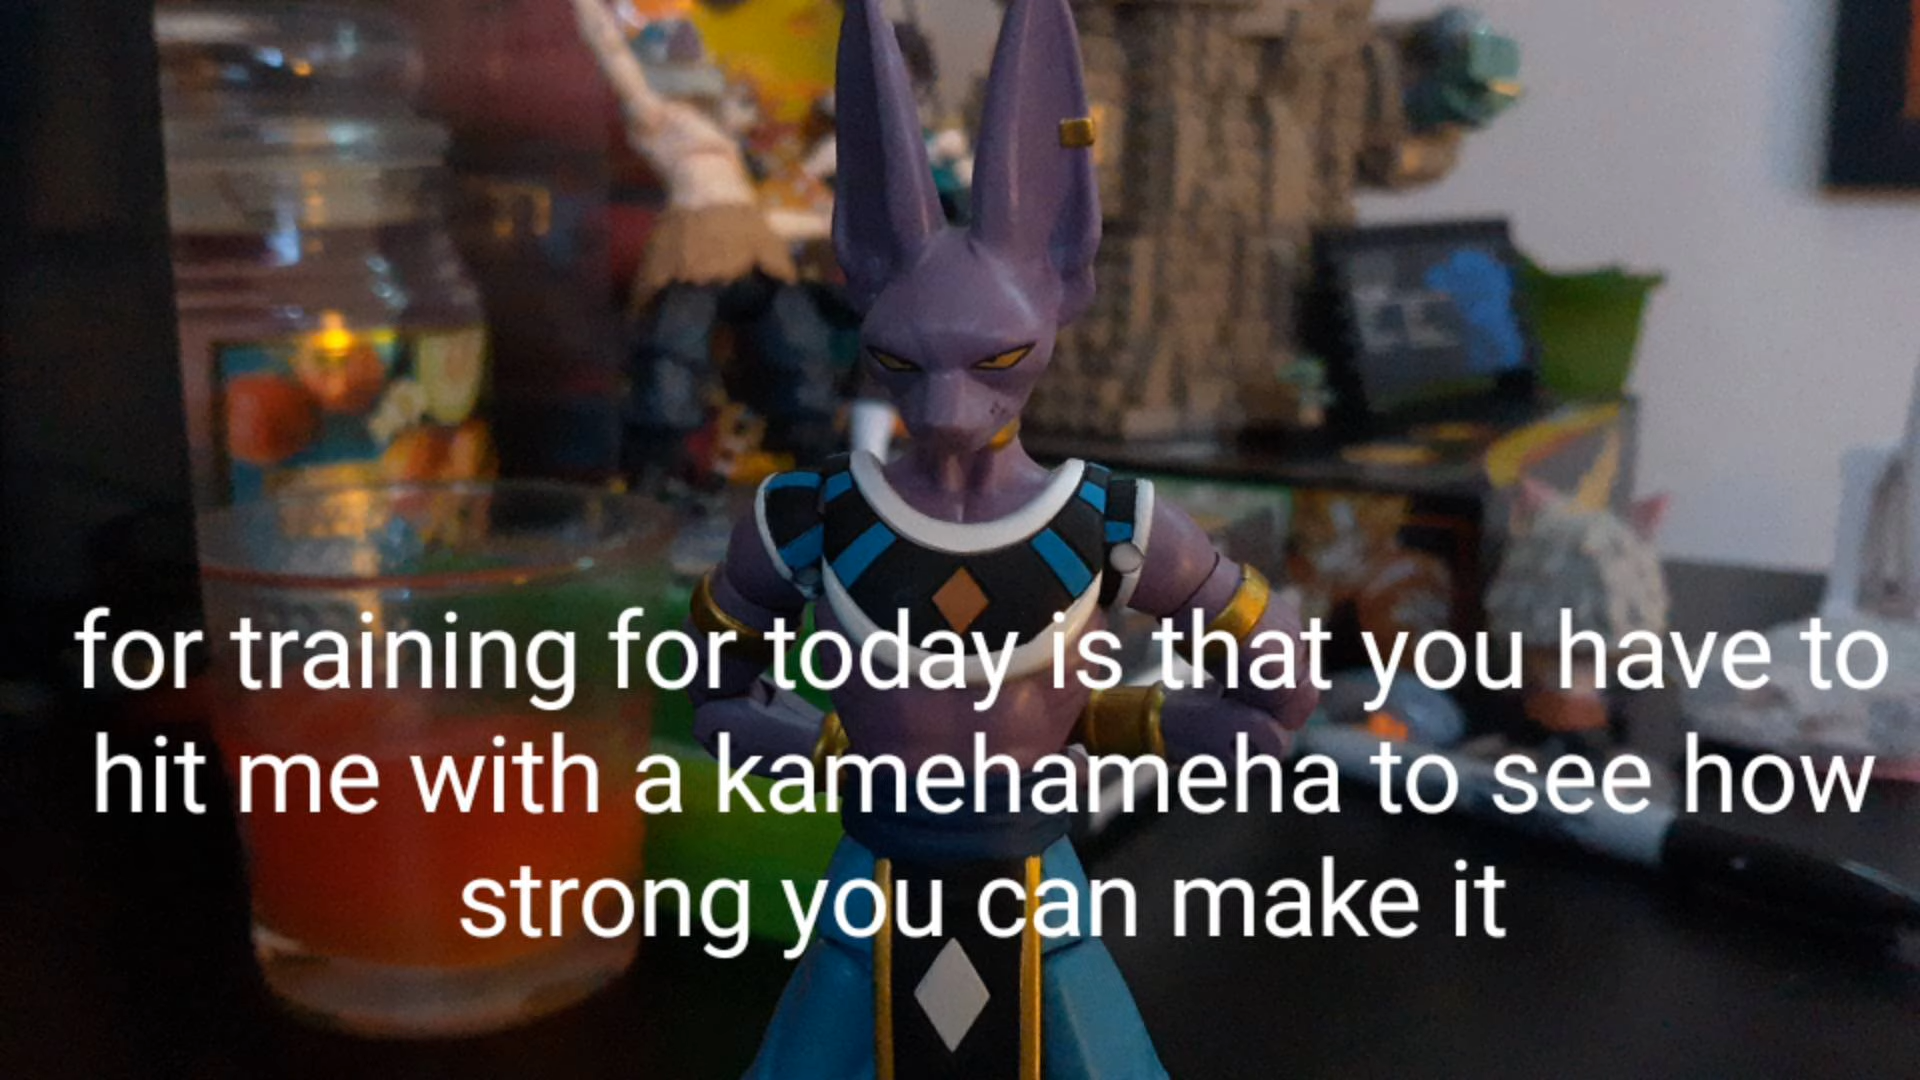 for training for today is that you have to
hit me with a kamehameha to see how
strong you can make it